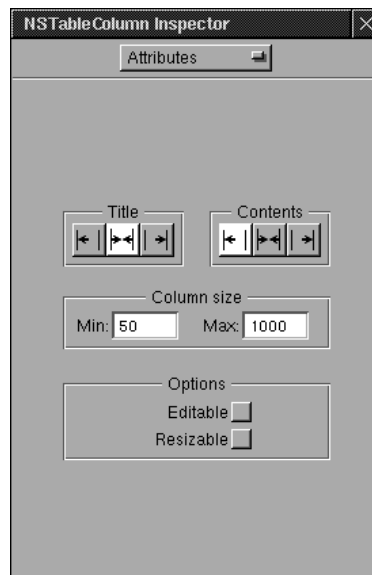 NSTableColumn Inspector
Attributes
Title Contents
Column size
Min: 50 Max: 1000
Options
Editable
Resizable